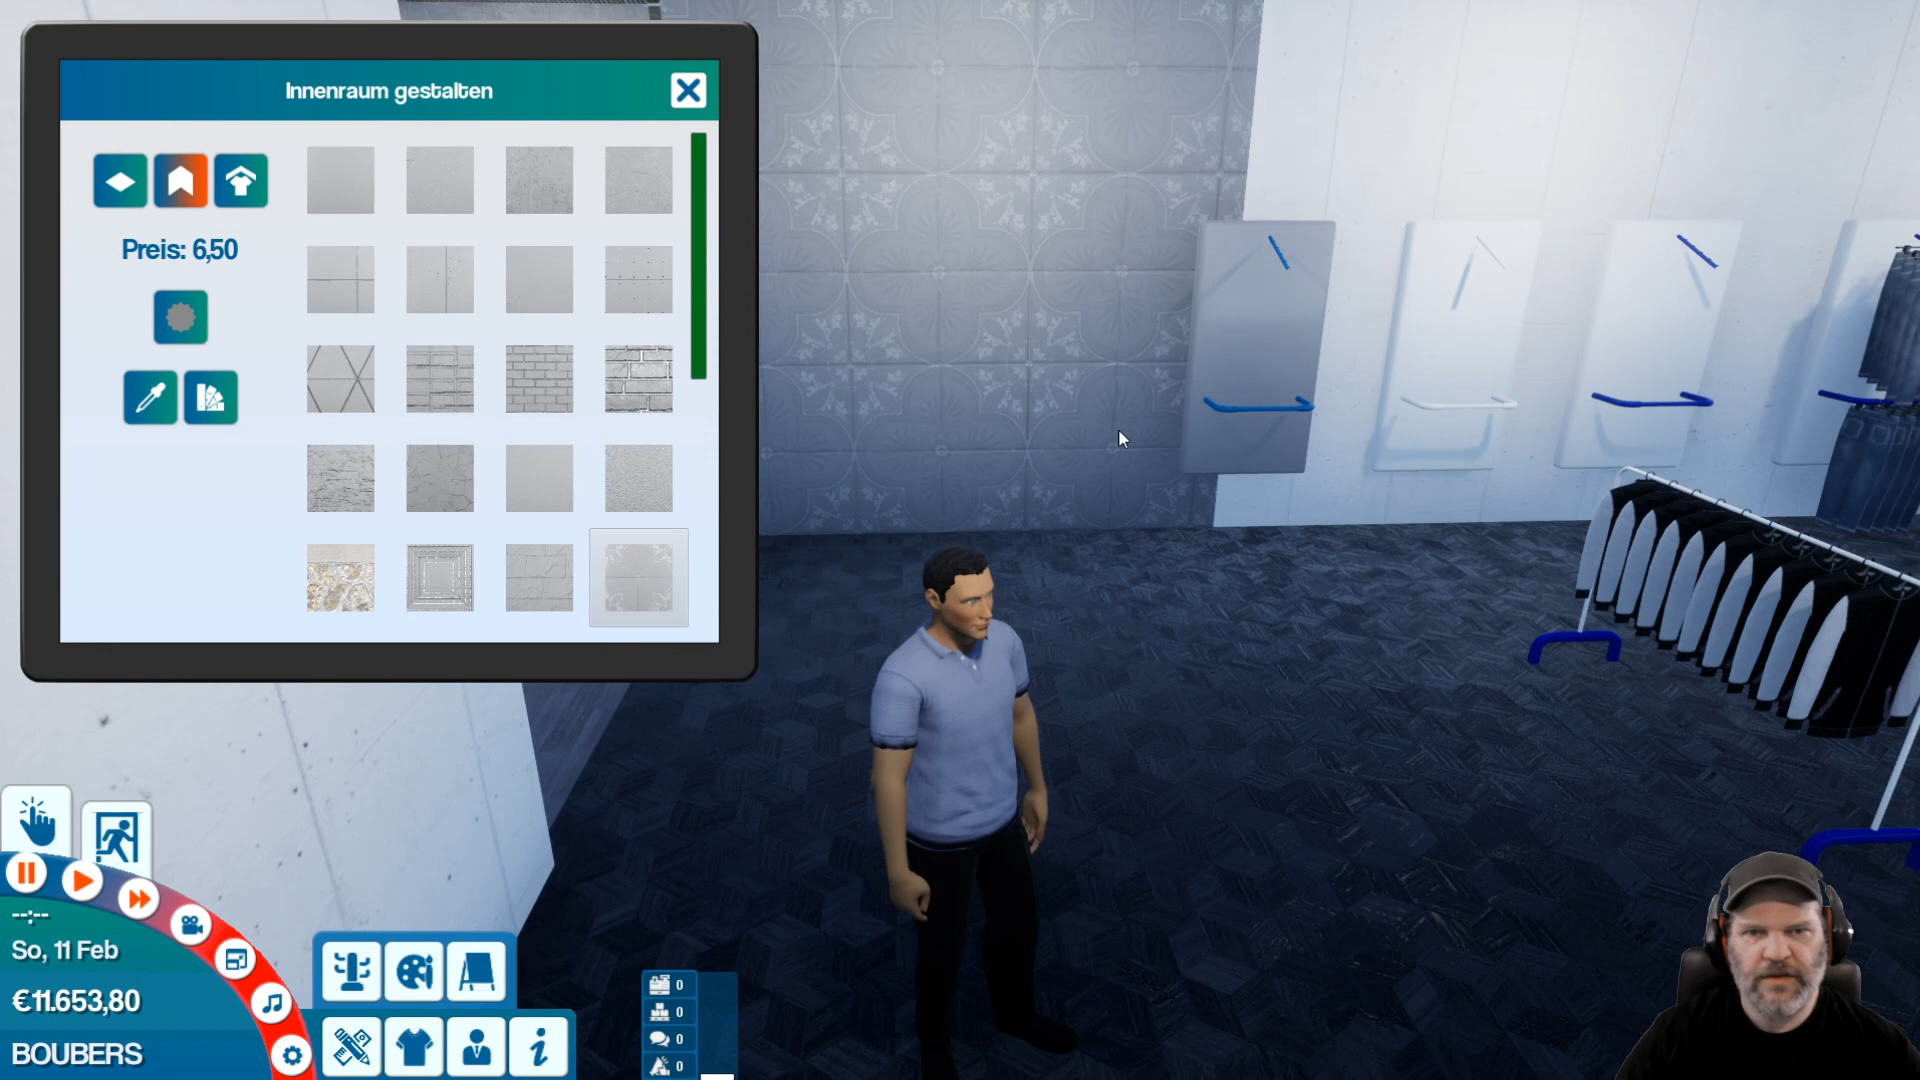 Innenraum gestalten
Preis: 6,50
--:--
So, 11 Feb
€11.653,80
BOUBERS
0
0
0
0